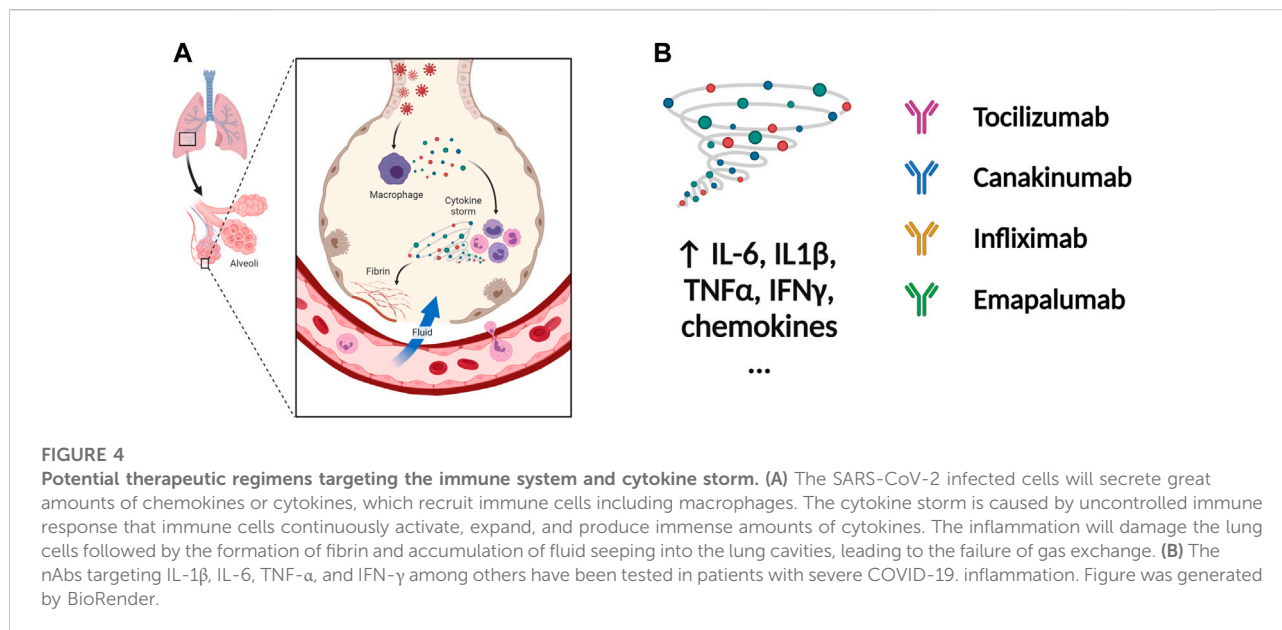 A
Alveoli
Macrophage
Cytokine
storm
Fibrin
Fluid
B
↑ IL-6, IL1β,
TNFα, IFNγ,
chemokines
...
Tocilizumab
Canakinumab
Infliximab
Emapalumab
FIGURE 4
Potential therapeutic regimens targeting the immune system and cytokine storm. (A) The SARS-CoV-2 infected cells will secrete great
amounts of chemokines or cytokines, which recruit immune cells including macrophages. The cytokine storm is caused by uncontrolled immune
response that immune cells continuously activate, expand, and produce immense amounts of cytokines. The inflammation will damage the lung
cells followed by the formation of fibrin and accumulation of fluid seeping into the lung cavities, leading to the failure of gas exchange. (B) The
nAbs targeting IL-1β, IL-6, TNF-α, and IFN-γ among others have been tested in patients with severe COVID-19. inflammation. Figure was generated
by BioRender.